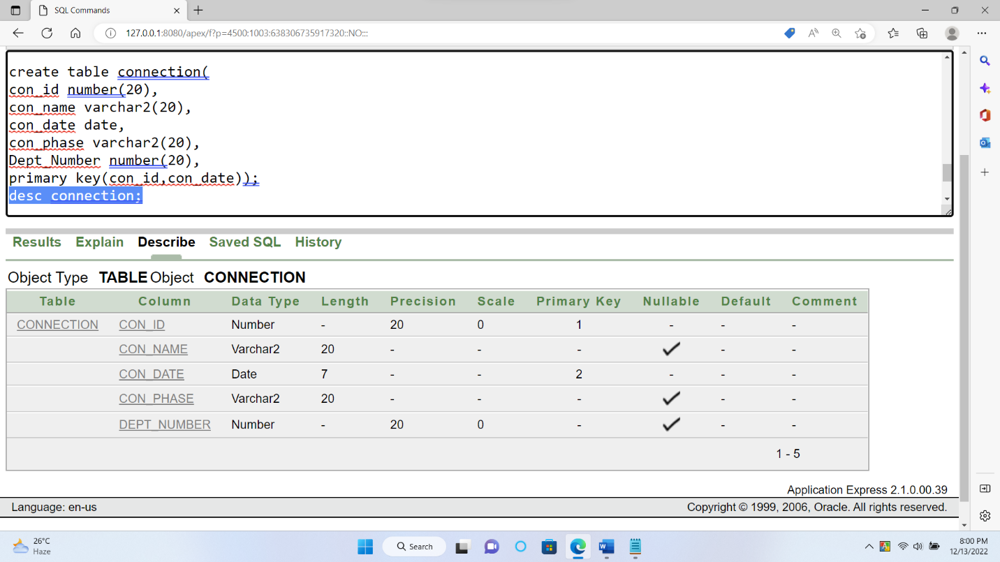 SQL Commands
127.0.0.1:8080/apex/f?p=4500:1003:638306735917320::NO:::
create table connection(
con_id number(20),
con_name varchar2(20),
con_date date,
con_phase varchar2(20),
Dept_Number number(20),
primary key(con_id,con_date));
desc connection;
Results Explain Describe Saved SQL History
Object Type TABLE Object CONNECTION
Table Column Data Type Length Precision Scale Primary Key Nullable Default Comment
CONNECTION CON_ID Number - 20 0 1 - - -
CON_NAME Varchar2 20 - - - ✓ - -
CON_DATE Date 7 - - 2 - - -
CON_PHASE Varchar2 20 - - - ✓ - -
DEPT_NUMBER Number - 20 0 - ✓ - -
1 - 5
Application Express 2.1.0.00.39
Language: en-us Copyright © 1999, 2006, Oracle. All rights reserved.
26°C
Haze
Search
8:00 PM
12/13/2022